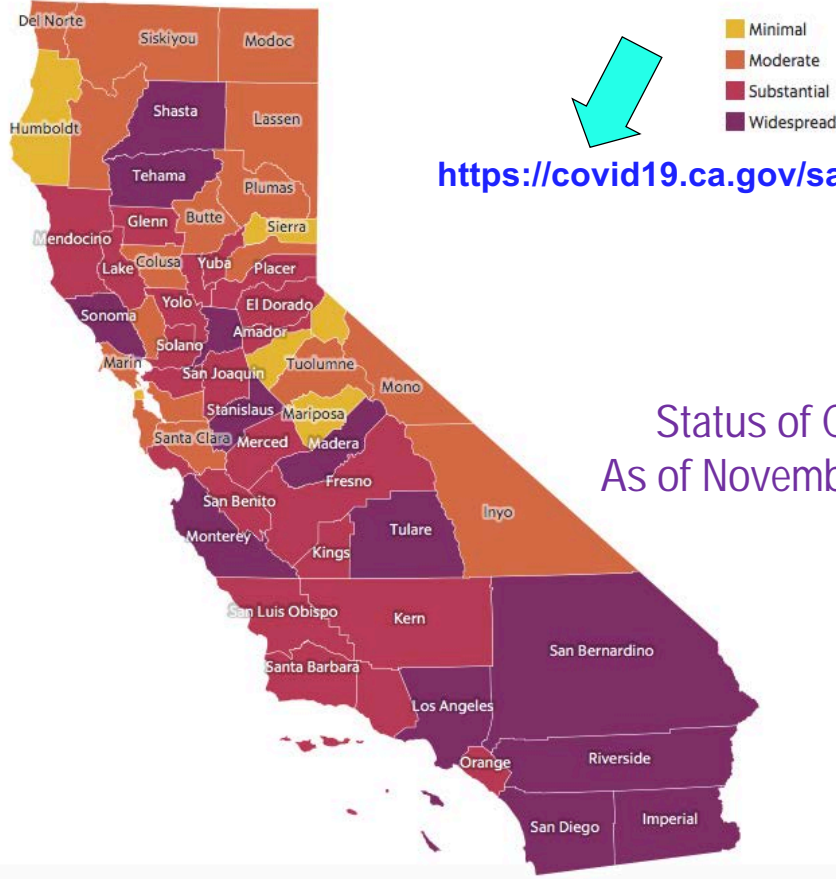 Minimal
Moderate
Substantial
Widespread
https://covid19.ca.gov/sa
Status of C
As of Novemb
Del Norte
Siskiyou
Modoc
Humboldt
Shasta
Lassen
Tehama
Plumas
Glenn
Butte
Sierra
Mendocino
Colusa
Yuba
Placer
Lake
Yolo
El Dorado
Sonoma
Amador
Solano
Marin
Tuolumne
San Joaquin
Mono
Stanislaus
Mariposa
Santa Clara
Merced
Madera
Fresno
San Benito
Inyo
Monterey
Tulare
Kings
San Luis Obispo
Kern
San Bernardino
Santa Barbara
Los Angeles
Orange
Riverside
San Diego
Imperial